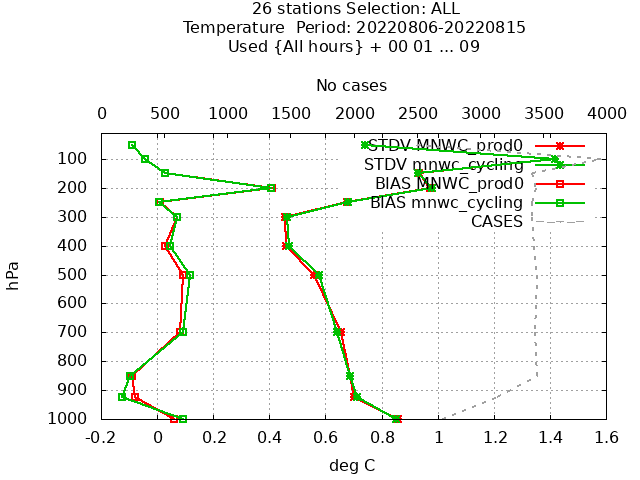 26 stations Selection: ALL
Temperature  Period: 20220806-20220815
Used {All hours} + 00 01 ... 09
No cases
0 500 1000 1500 2000 2500 3000 3500 4000
STDV MNWC_prod0
STDV mnwc_cycling
BIAS MNWC_prod0
BIAS mnwc_cycling
CASES
hPa
100
200
300
400
500
600
700
800
900
1000
-0.2 0 0.2 0.4 0.6 0.8 1 1.2 1.4 1.6
deg C